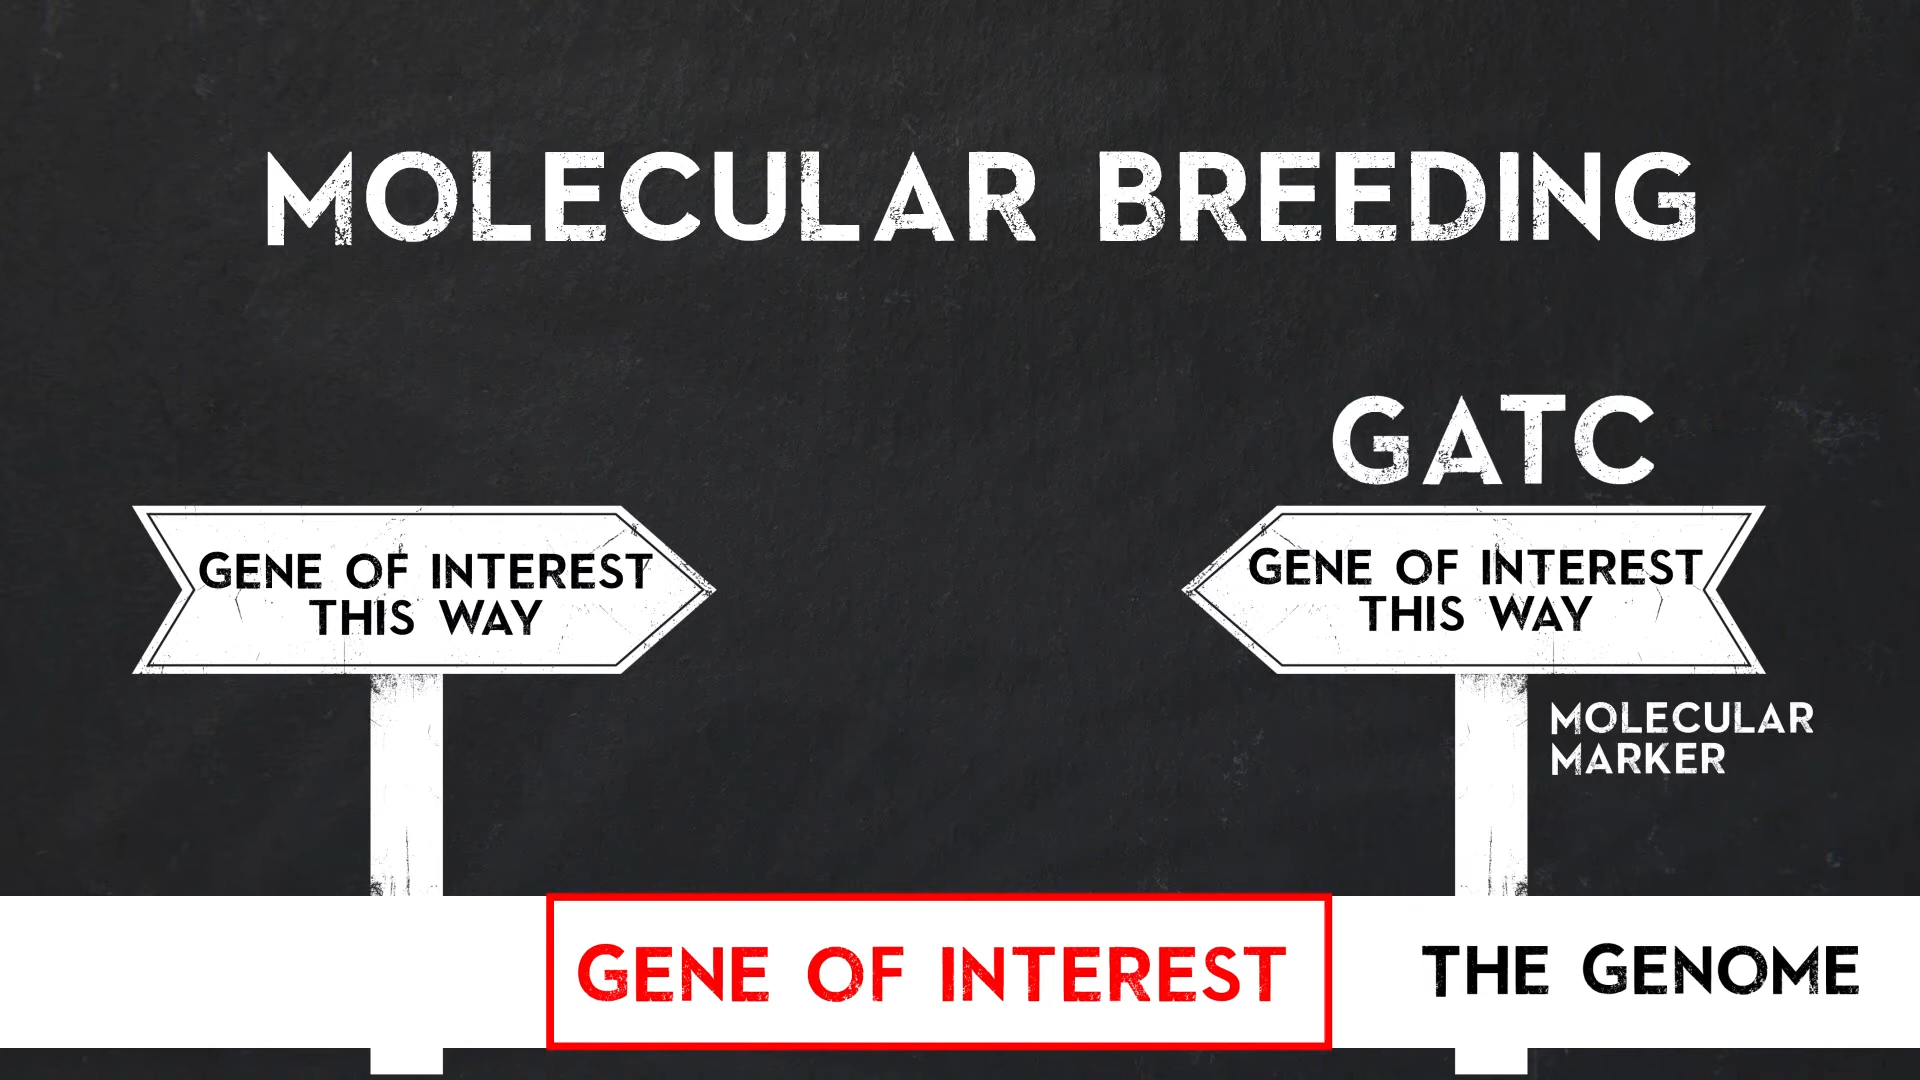 MOLECULAR BREEDING
GATC
GENE OF INTEREST
THIS WAY
GENE OF INTEREST
THIS WAY
MOLECULAR
MARKER
GENE OF INTEREST
THE GENOME